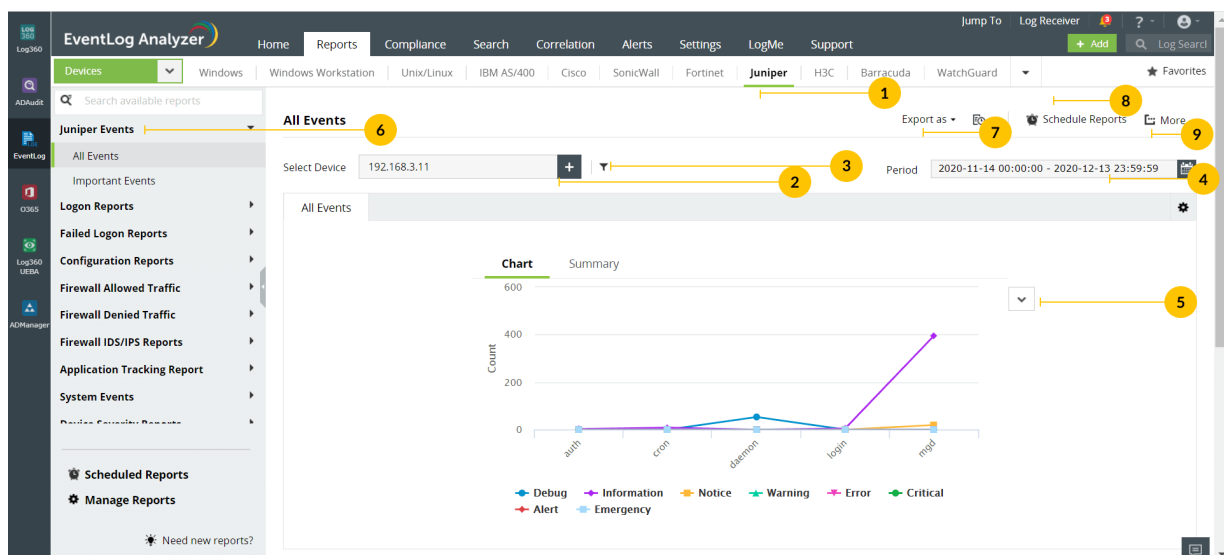 LOG 360
Log360
ADAudit
EventLog
O365
Log360 UEBA
ADManager
EventLog Analyzer
Jump To Log Receiver 3 ?
Home Reports Compliance Search Correlation Alerts Settings LogMe Support
+ Add Log Searcl
Devices Windows Windows Workstation Unix/Linux IBM AS/400 Cisco SonicWall Fortinet Juniper H3C Barracuda WatchGuard Favorites
1
Search available reports
Juniper Events
6
All Events
Important Events
Logon Reports
Failed Logon Reports
Configuration Reports
Firewall Allowed Traffic
Firewall Denied Traffic
Firewall IDS/IPS Reports
Application Tracking Report
System Events
Device Severity Reports
Scheduled Reports
Manage Reports
Need new reports?
All Events
Export as
7
Schedule Reports
8
More
9
Select Device 192.168.3.11 +
2
3
Period 2020-11-14 00:00:00 - 2020-12-13 23:59:59
4
All Events
Chart Summary
5
600
400
200
0
Count
auth cron daemon login mgd
Debug Information Notice Warning Error Critical
Alert Emergency